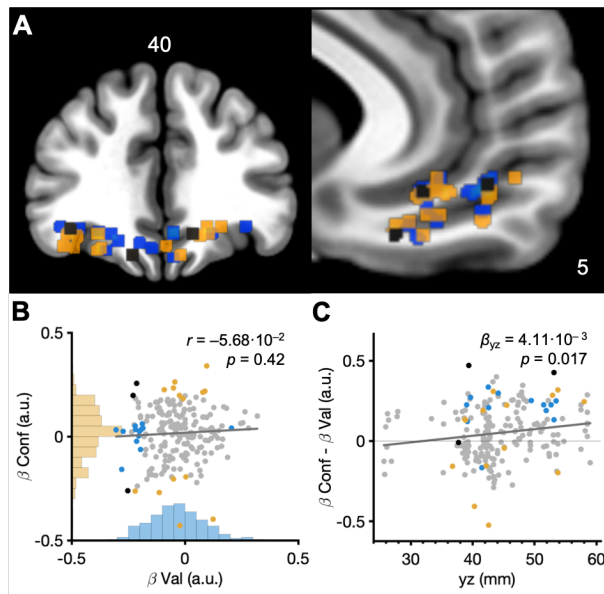 A
40
5
B
r = –5.68·10⁻²
p = 0.42
0.5
0
-0.5
β Conf (a.u.)
-0.5
0
0.5
β Val (a.u.)
C
βyz = 4.11·10⁻³
p = 0.017
0.5
0
-0.5
β Conf - β Val (a.u.)
30
40
50
60
yz (mm)